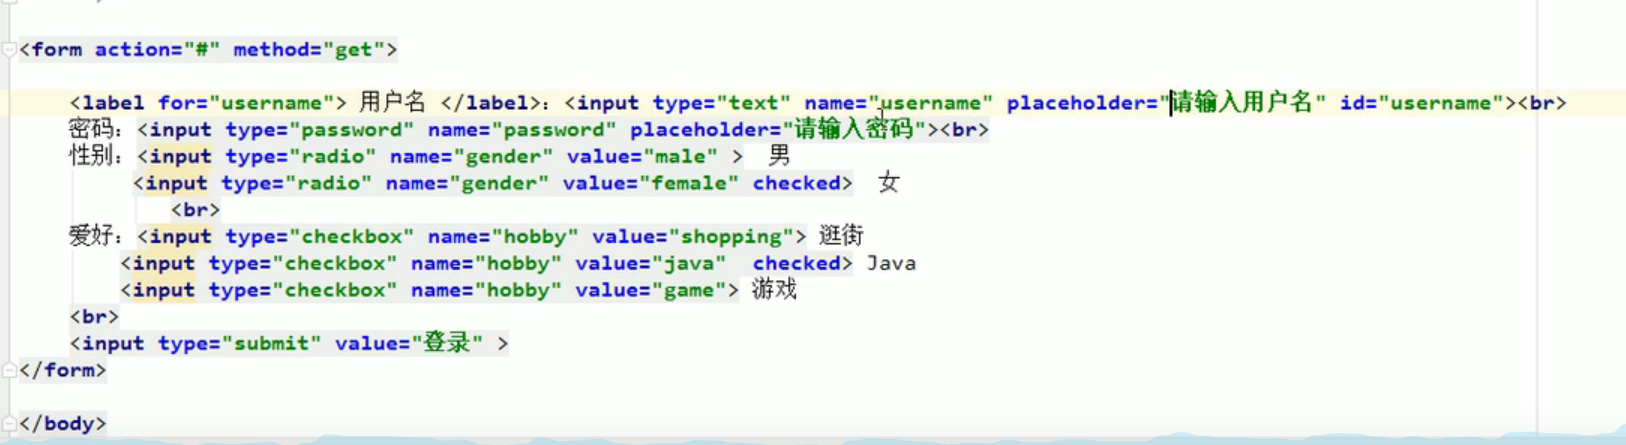 <form action="#" method="get">
<label for="username"> 用户名 </label>：<input type="text" name="username" placeholder="请输入用户名" id="username"><br>
密码：<input type="password" name="password" placeholder="请输入密码"><br>
性别：<input type="radio" name="gender" value="male" > 男
<input type="radio" name="gender" value="female" checked> 女
<br>
爱好：<input type="checkbox" name="hobby" value="shopping"> 逛街
<input type="checkbox" name="hobby" value="java"  checked> Java
<input type="checkbox" name="hobby" value="game"> 游戏
<br>
<input type="submit" value="登录" >
</form>
</body>